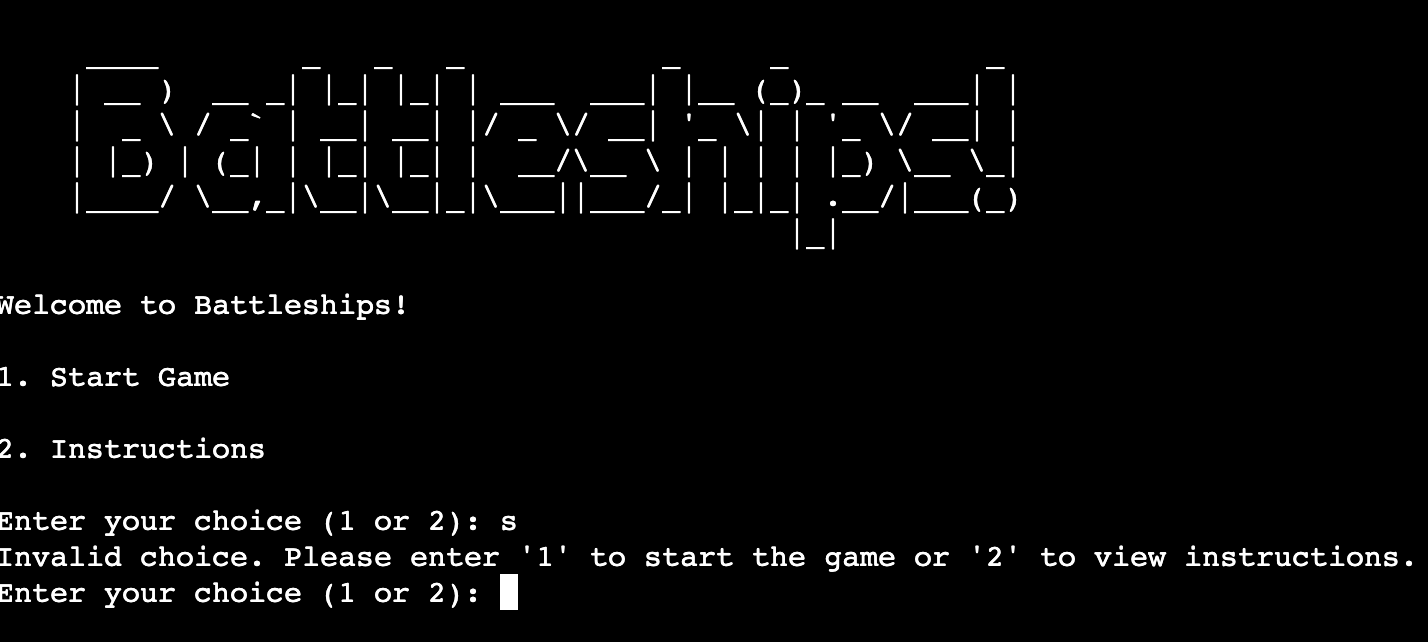 Battleships!
Welcome to Battleships!
1. Start Game
2. Instructions
Enter your choice (1 or 2): s
Invalid choice. Please enter '1' to start the game or '2' to view instructions.
Enter your choice (1 or 2):